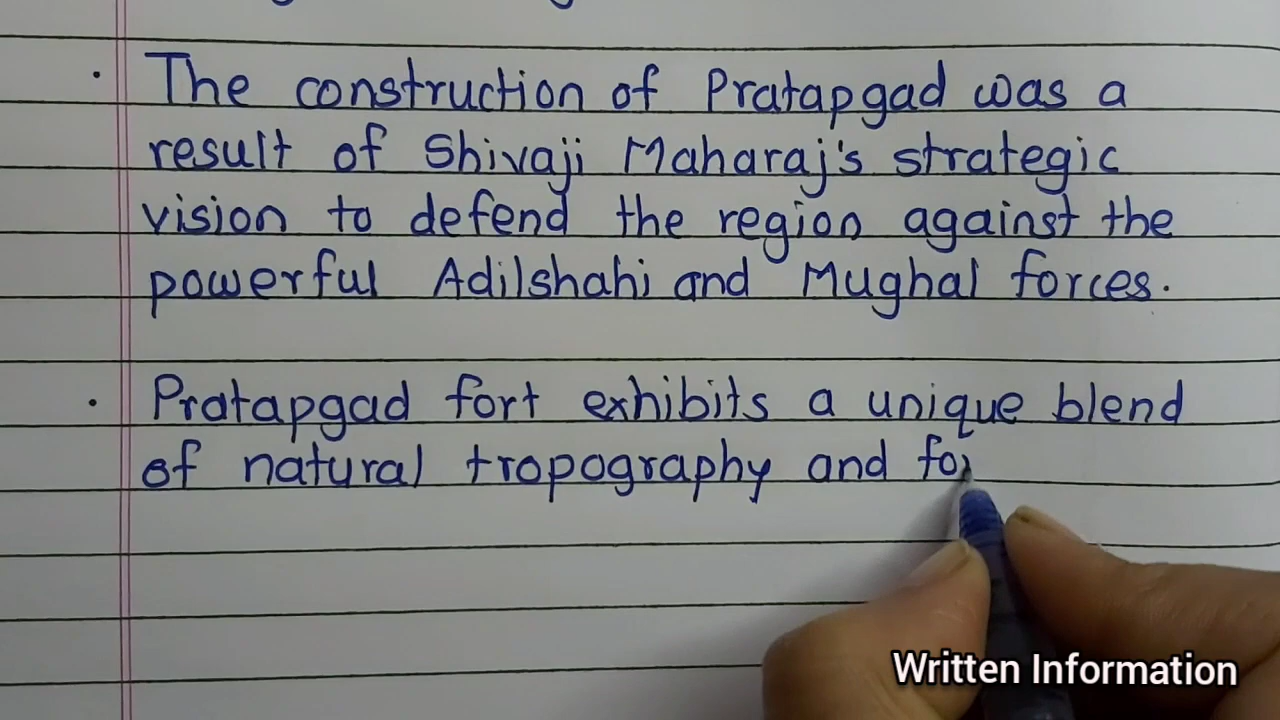 · The construction of Pratapgad was a
result of Shivaji Maharaj's strategic
vision to defend the region against the
powerful Adilshahi and Mughal forces.
· Pratapgad fort exhibits a unique blend
of natural tropography and
Written Information